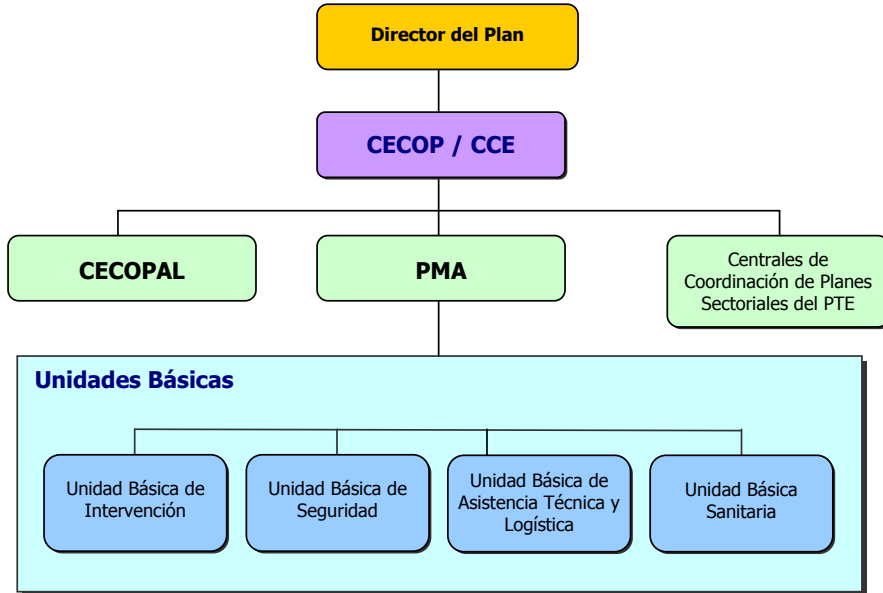 Director del Plan
CECOP / CCE
CECOPAL
PMA
Centrales de
Coordinación de Planes
Sectoriales del PTE
Unidades Básicas
Unidad Básica de
Intervención
Unidad Básica de
Seguridad
Unidad Básica de
Asistencia Técnica y
Logística
Unidad Básica
Sanitaria